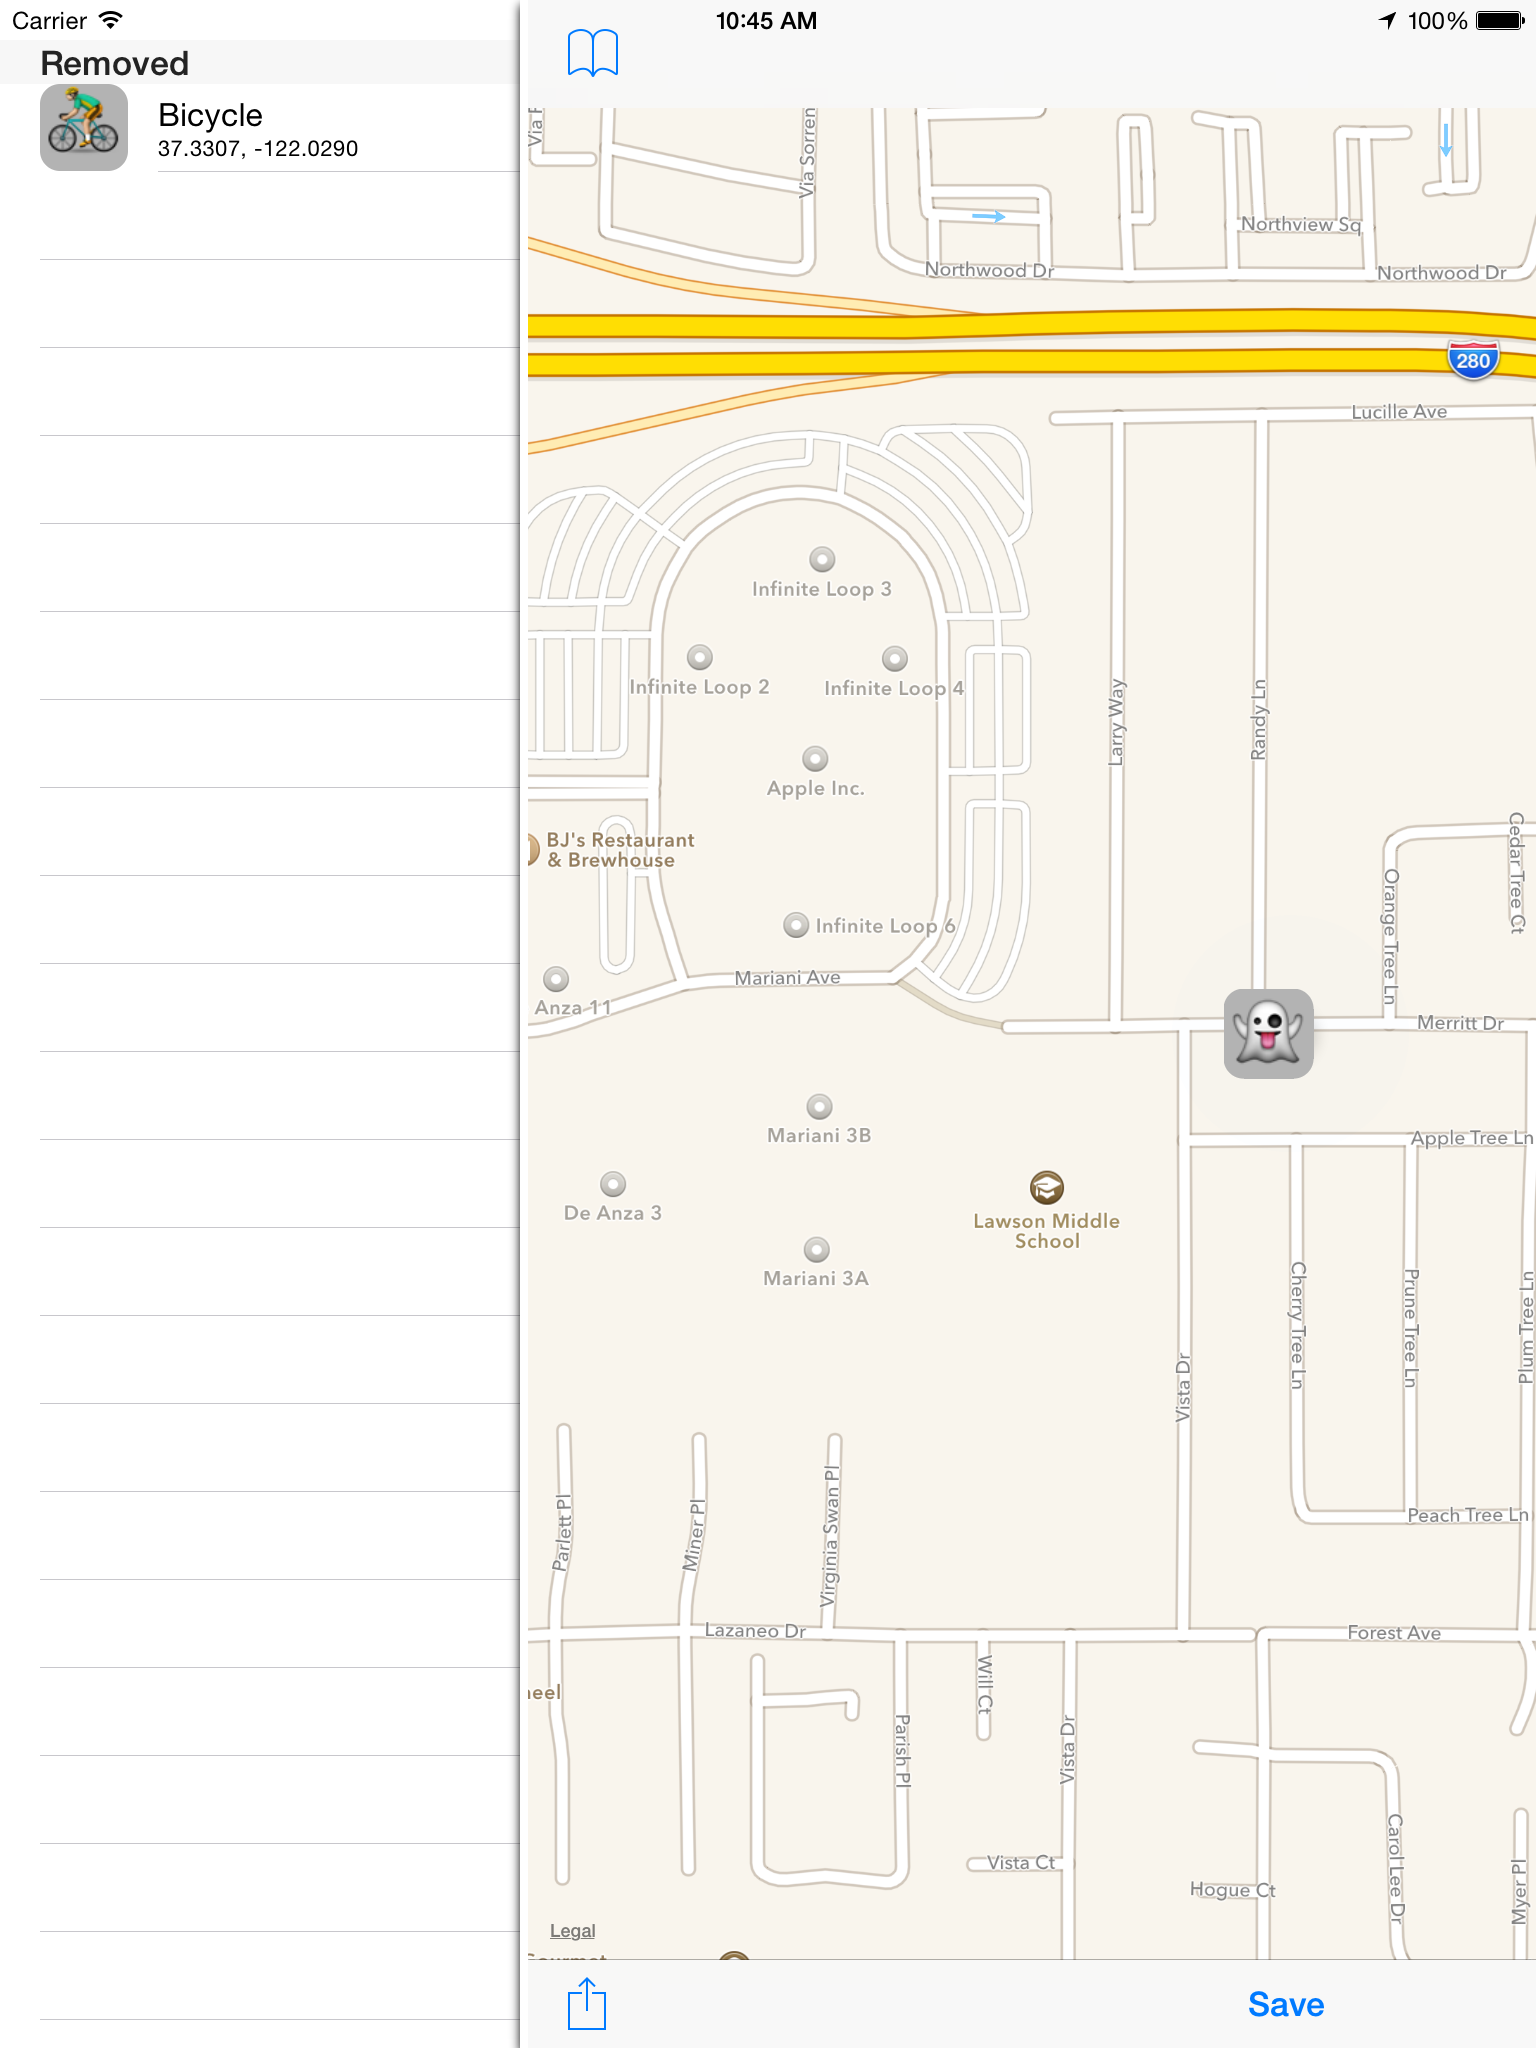 Carrier
10:45 AM
100%
Removed
Bicycle
37.3307, -122.0290
Via Sorren
Northview Sq
Northwood Dr
Northwood Dr
280
Lucille Ave
Infinite Loop 3
Infinite Loop 2
Infinite Loop 4
Larry Way
Randy Ln
Apple Inc.
BJ's Restaurant
& Brewhouse
Cedar Tree Ct
Orange Tree Ln
Infinite Loop 6
Mariani Ave
Anza 11
Merritt Dr
Mariani 3B
Apple Tree Ln
De Anza 3
Lawson Middle
School
Mariani 3A
Cherry Tree Ln
Prune Tree Ln
Plum Tree Ln
Vista Dr
Parlett Pl
Miner Pl
Virginia Swan Pl
Peach Tree Ln
Lazaneo Dr
Forest Ave
Will Ct
heel
Parish Pl
Vista Dr
Carol Lee Dr
Vista Ct
Hogue Ct
Myer Pl
Legal
Save